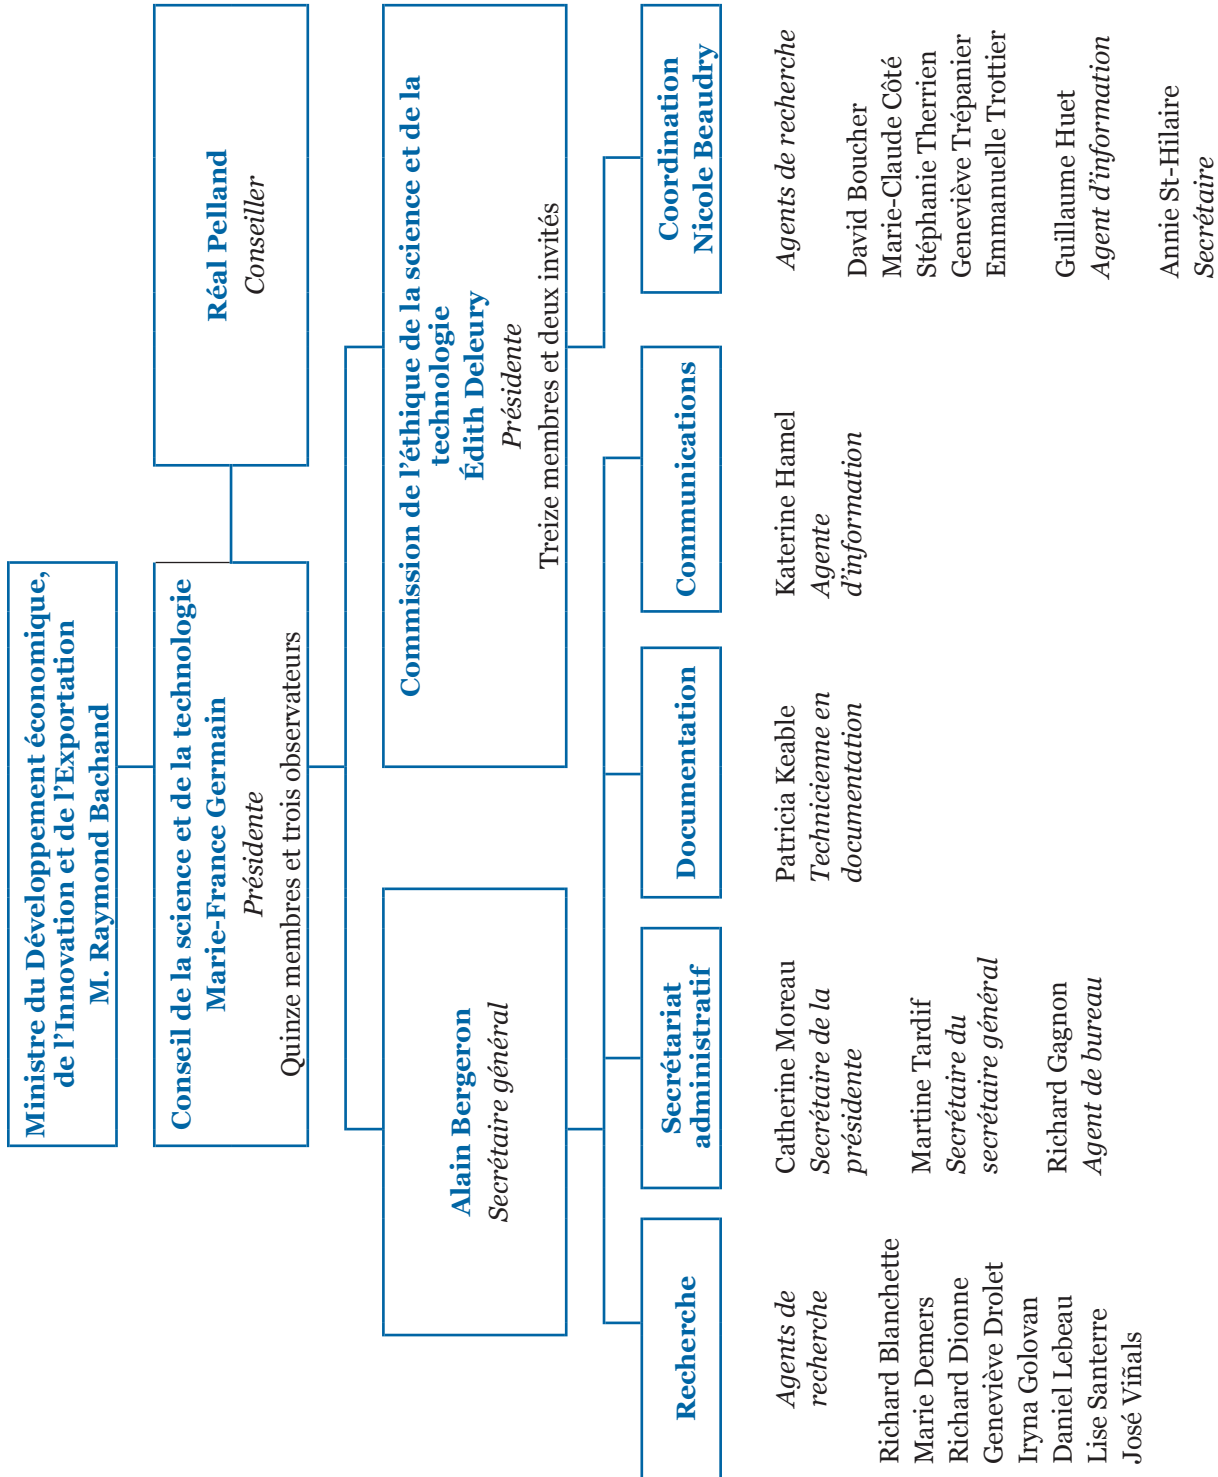 Ministre du Développement économique,
de l'Innovation et de l'Exportation
M. Raymond Bachand
Conseil de la science et de la technologie
Marie-France Germain
Présidente
Quinze membres et trois observateurs
Réal Pelland
Conseiller
Alain Bergeron
Secrétaire général
Commission de l'éthique de la science et de la
technologie
Édith Deleury
Présidente
Treize membres et deux invités
Recherche
Agents de
recherche
Richard Blanchette
Marie Demers
Richard Dionne
Geneviève Drolet
Iryna Golovan
Daniel Lebeau
Lise Santerre
José Viñals
Secrétariat
administratif
Catherine Moreau
Secrétaire de la
présidente
Martine Tardif
Secrétaire du
secrétaire général
Richard Gagnon
Agent de bureau
Documentation
Patricia Keable
Technicienne en
documentation
Communications
Katerine Hamel
Agente
d'information
Coordination
Nicole Beaudry
Agents de recherche
David Boucher
Marie-Claude Côté
Stéphanie Therrien
Geneviève Trépanier
Emmanuelle Trottier
Guillaume Huet
Agent d'information
Annie St-Hilaire
Secrétaire